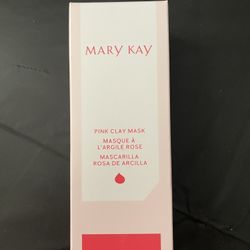 MARY KAY
PINK CLAY MASK
MASQUE À
L'ARGILE ROSE
MASCARILLA
ROSA DE ARCILLA